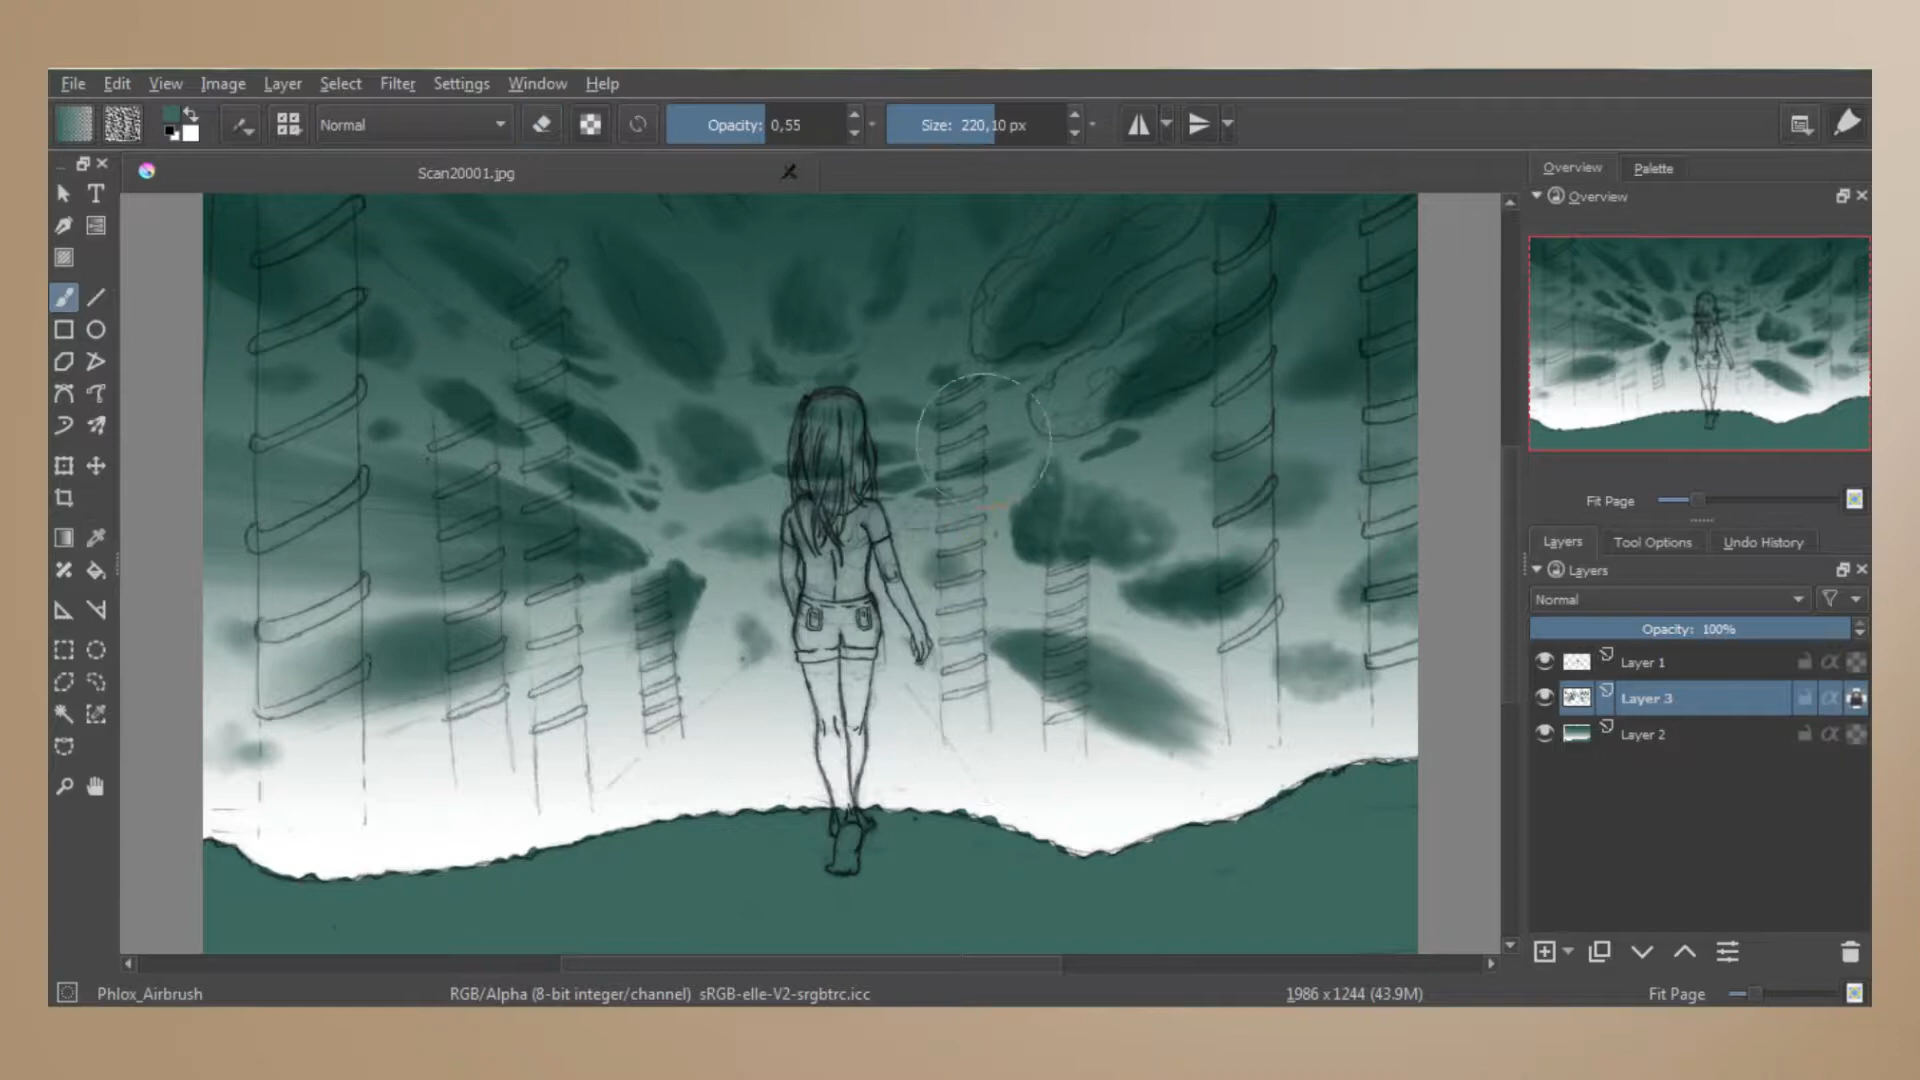 File Edit View Image Layer Select Filter Settings Window Help
Normal Opacity: 0,55 Size: 220,10 px
Scan20001.jpg
Overview Palette
Overview
Fit Page
Layers Tool Options Undo History
Layers
Normal
Opacity: 100%
Layer 1
Layer 3
Layer 2
Phlox_Airbrush RGB/Alpha (8-bit integer/channel) sRGB-elle-V2-srgbtrc.icc 1986 x 1244 (43.9M) Fit Page